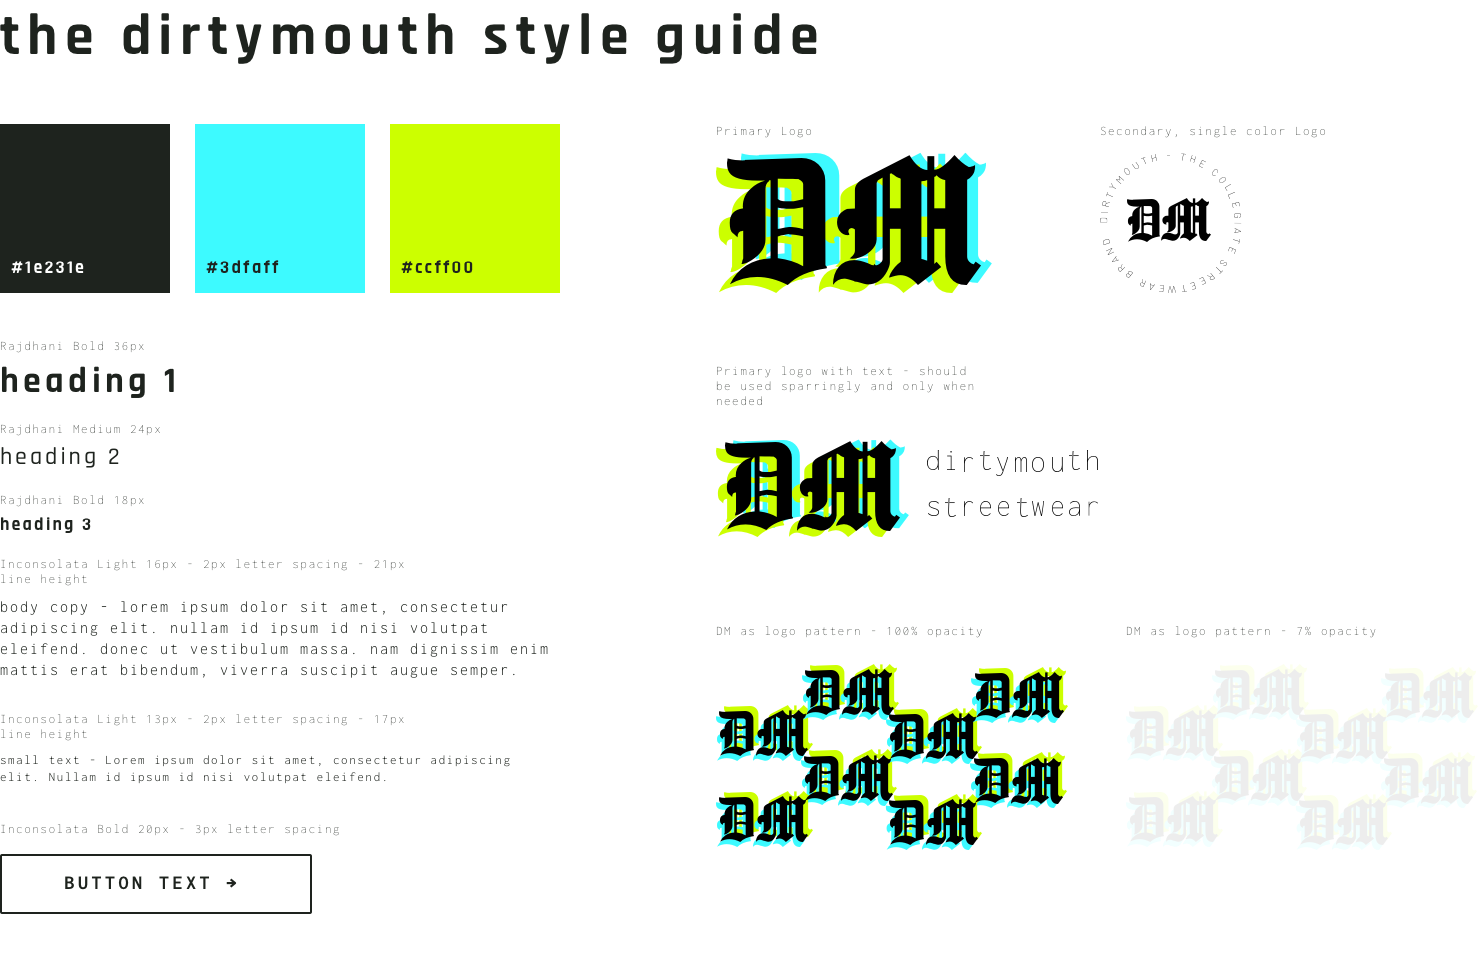 the dirtymouth style guide
#1e231e
#3dfaff
#ccff00
Rajdhani Bold 36px
heading 1
Rajdhani Medium 24px
heading 2
Rajdhani Bold 18px
heading 3
Inconsolata Light 16px - 2px letter spacing - 21px
line height
body copy - lorem ipsum dolor sit amet, consectetur
adipiscing elit. nullam id ipsum id nisi volutpat
eleifend. donec ut vestibulum massa. nam dignissim enim
mattis erat bibendum, viverra suscipit augue semper.
Inconsolata Light 13px - 2px letter spacing - 17px
line height
small text - Lorem ipsum dolor sit amet, consectetur adipiscing
elit. Nullam id ipsum id nisi volutpat eleifend.
Inconsolata Bold 20px - 3px letter spacing
BUTTON TEXT →
Primary Logo
DM
Secondary, single color Logo
DIRTYMOUTH - THE COLLEGIATE STREETWEAR BRAND
DM
Primary logo with text - should
be used sparringly and only when
needed
DM
dirtymouth
streetwear
DM as logo pattern - 100% opacity
DM DM
DM DM
DM DM
DM DM
DM as logo pattern - 7% opacity
DM DM
DM DM
DM DM
DM DM